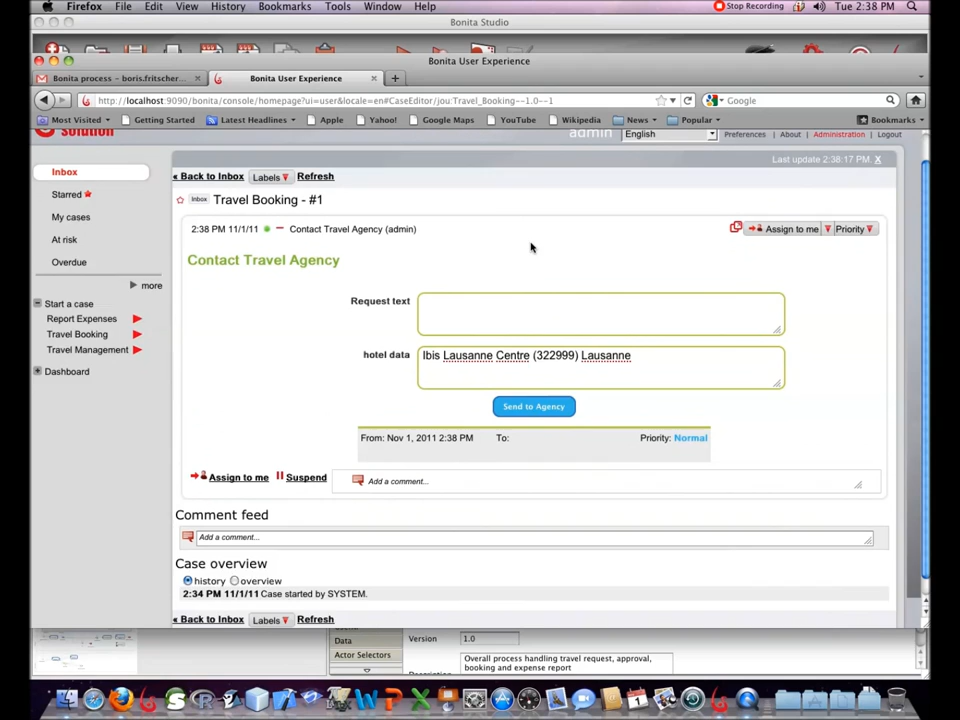 Firefox File Edit View History Bookmarks Tools Window Help Stop Recording Tue 2:38 PM
Bonita Studio
Bonita User Experience
Bonita process - boris.fritscher... Bonita User Experience
http://localhost:9090/bonita/console/homepage?ui=user&locale=en#CaseEditor/jou:Travel_Booking--1.0--1 Google
Most Visited Getting Started Latest Headlines Apple Yahoo! Google Maps YouTube Wikipedia News Popular Bookmarks
Solution admin English Preferences About Administration Logout
Last update 2:38:17 PM. X
Inbox
Starred
My cases
At risk
Overdue
more
Start a case
Report Expenses
Travel Booking
Travel Management
Dashboard
« Back to Inbox Labels Refresh
Inbox Travel Booking - #1
2:38 PM 11/1/11 Contact Travel Agency (admin) Assign to me Priority
Contact Travel Agency
Request text
hotel data Ibis Lausanne Centre (322999) Lausanne
Send to Agency
From: Nov 1, 2011 2:38 PM To: Priority: Normal
Assign to me Suspend Add a comment...
Comment feed
Add a comment...
Case overview
history overview
2:34 PM 11/1/11 Case started by SYSTEM.
« Back to Inbox Labels Refresh
Data Version 1.0
Actor Selectors Overall process handling travel request, approval,
booking and expense report